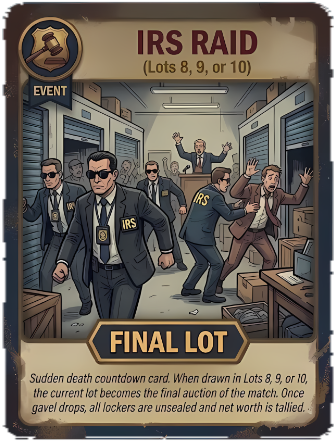 IRS RAID
(Lots 8, 9, or 10)
EVENT
IRS
IRS
FINAL LOT
Sudden death countdown card. When drawn in Lots 8, 9, or 10,
the current lot becomes the final auction of the match. Once
gavel drops, all lockers are unsealed and net worth is tallied.